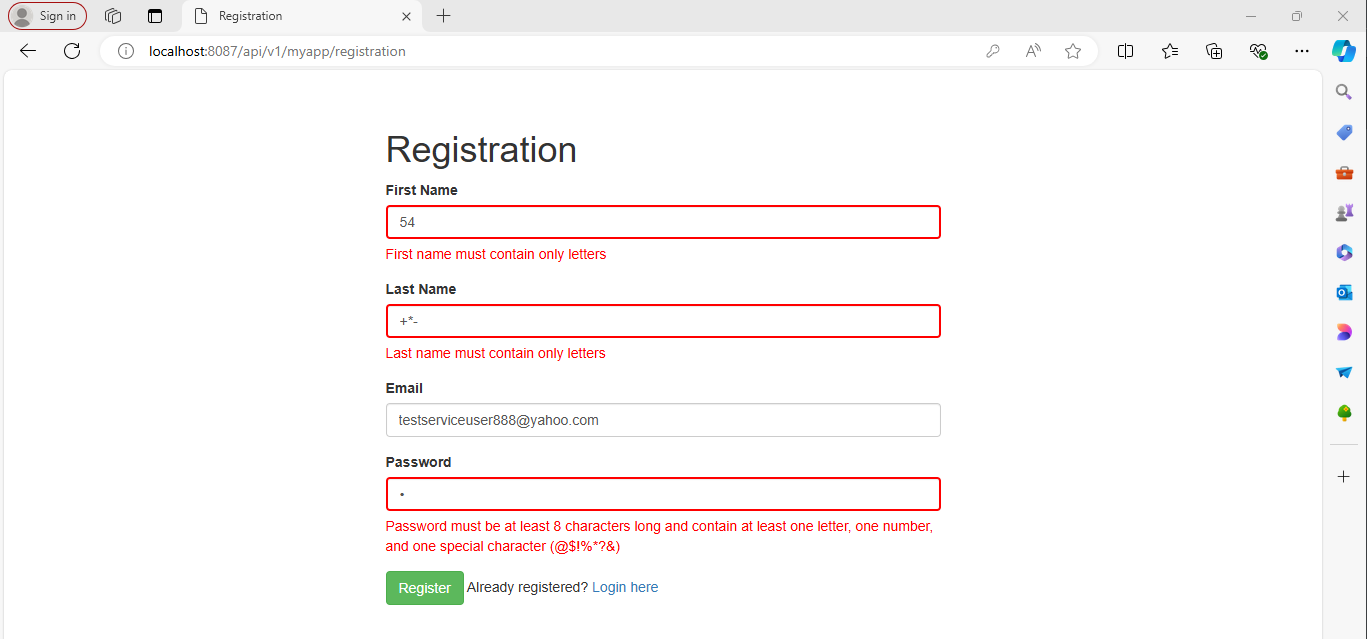 Sign in
Registration
localhost:8087/api/v1/myapp/registration
Registration
First Name
54
First name must contain only letters
Last Name
+*-
Last name must contain only letters
Email
testserviceuser888@yahoo.com
Password
•
Password must be at least 8 characters long and contain at least one letter, one number,
and one special character (@$!%*?&)
Register Already registered? Login here